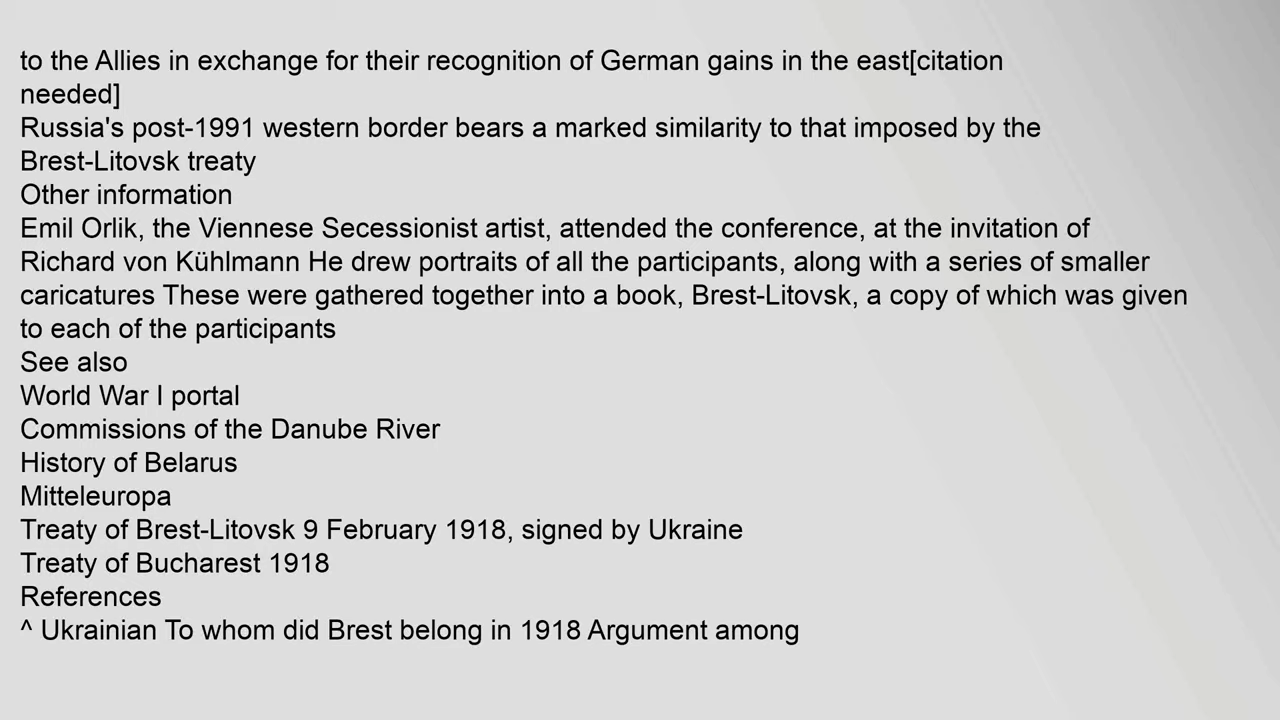 to the Allies in exchange for their recognition of German gains in the east[citation
needed]
Russia's post-1991 western border bears a marked similarity to that imposed by the
Brest-Litovsk treaty
Other information
Emil Orlik, the Viennese Secessionist artist, attended the conference, at the invitation of
Richard von Kühlmann He drew portraits of all the participants, along with a series of smaller
caricatures These were gathered together into a book, Brest-Litovsk, a copy of which was given
to each of the participants
See also
World War I portal
Commissions of the Danube River
History of Belarus
Mitteleuropa
Treaty of Brest-Litovsk 9 February 1918, signed by Ukraine
Treaty of Bucharest 1918
References
^ Ukrainian To whom did Brest belong in 1918 Argument among